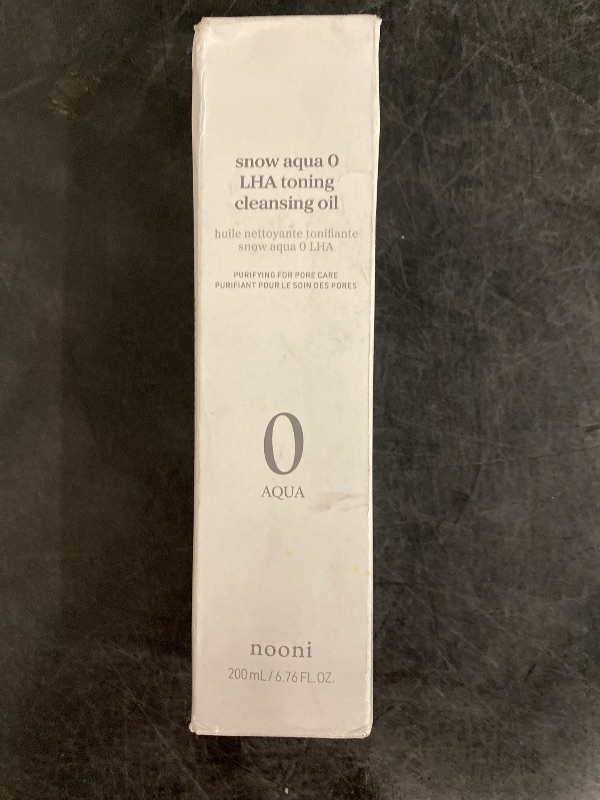 snow aqua 0
LHA toning
cleansing oil
huile nettoyante tonifiante
snow aqua 0 LHA
PURIFYING FOR PORE CARE
PURIFIANT POUR LE SOIN DES PORES
0
AQUA
nooni
200 mL / 6.76 FL.OZ.